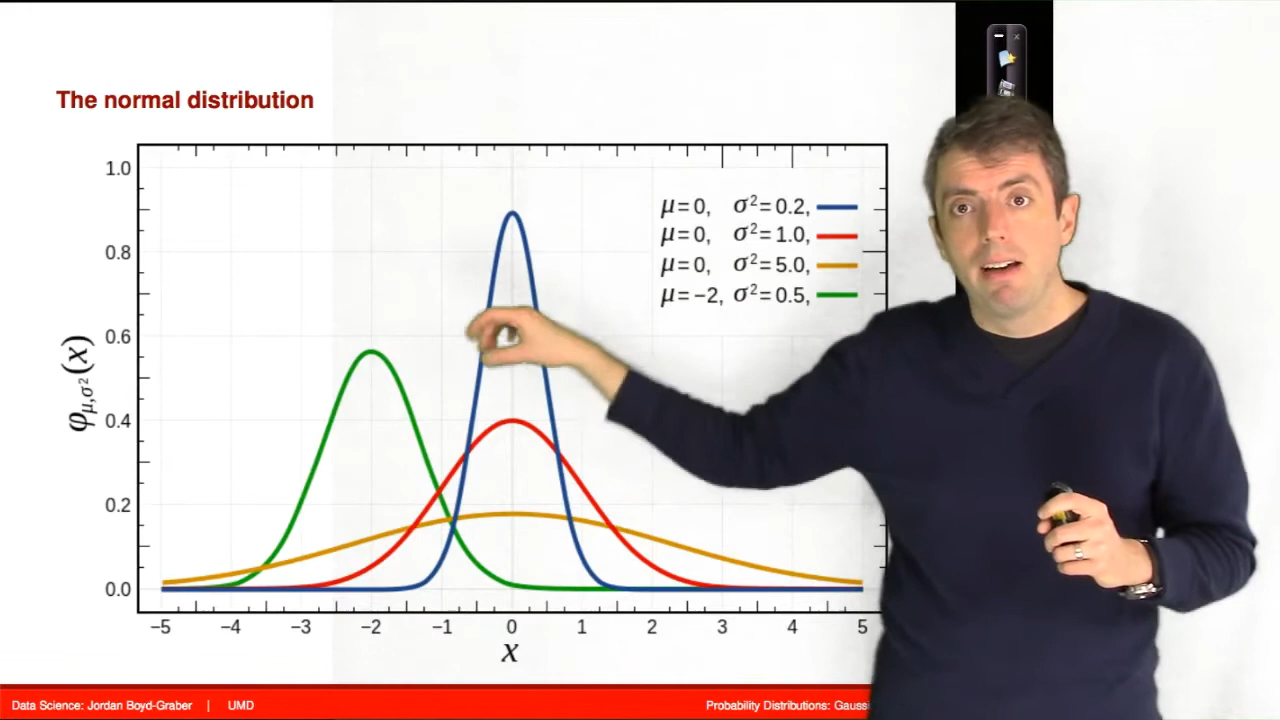 The normal distribution
1.0
0.8
0.6
0.4
0.2
0.0
φμ,σ²(x)
μ=0, σ²=0.2,
μ=0, σ²=1.0,
μ=0, σ²=5.0,
μ=−2, σ²=0.5,
−5 −4 −3 −2 −1 0 1 2 3 4 5
x
Data Science: Jordan Boyd-Graber | UMD
Probability Distributions: